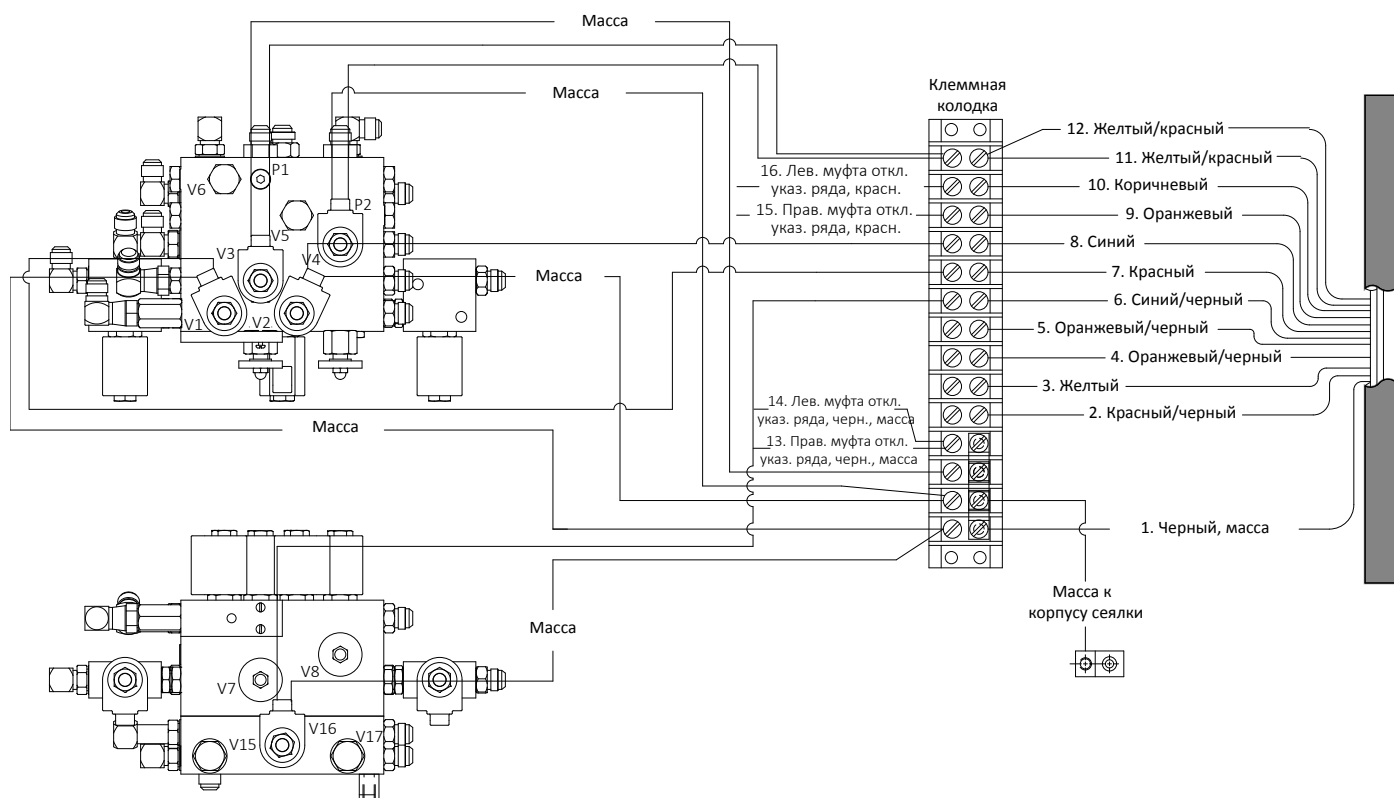 Масса
Масса
Клеммная
колодка
12. Желтый/красный
11. Желтый/красный
16. Лев. муфта откл.
указ. ряда, красн.
10. Коричневый
15. Прав. муфта откл.
указ. ряда, красн.
9. Оранжевый
8. Синий
7. Красный
6. Синий/черный
5. Оранжевый/черный
4. Оранжевый/черный
3. Желтый
2. Красный/черный
14. Лев. муфта откл.
указ. ряда, черн., масса
13. Прав. муфта откл.
указ. ряда, черн., масса
1. Черный, масса
Масса к
корпусу сеялки
P1
V6
P2
V5
V3
V4
Масса
V1
V2
Масса
Масса
V8
V7
V16
V15
V17